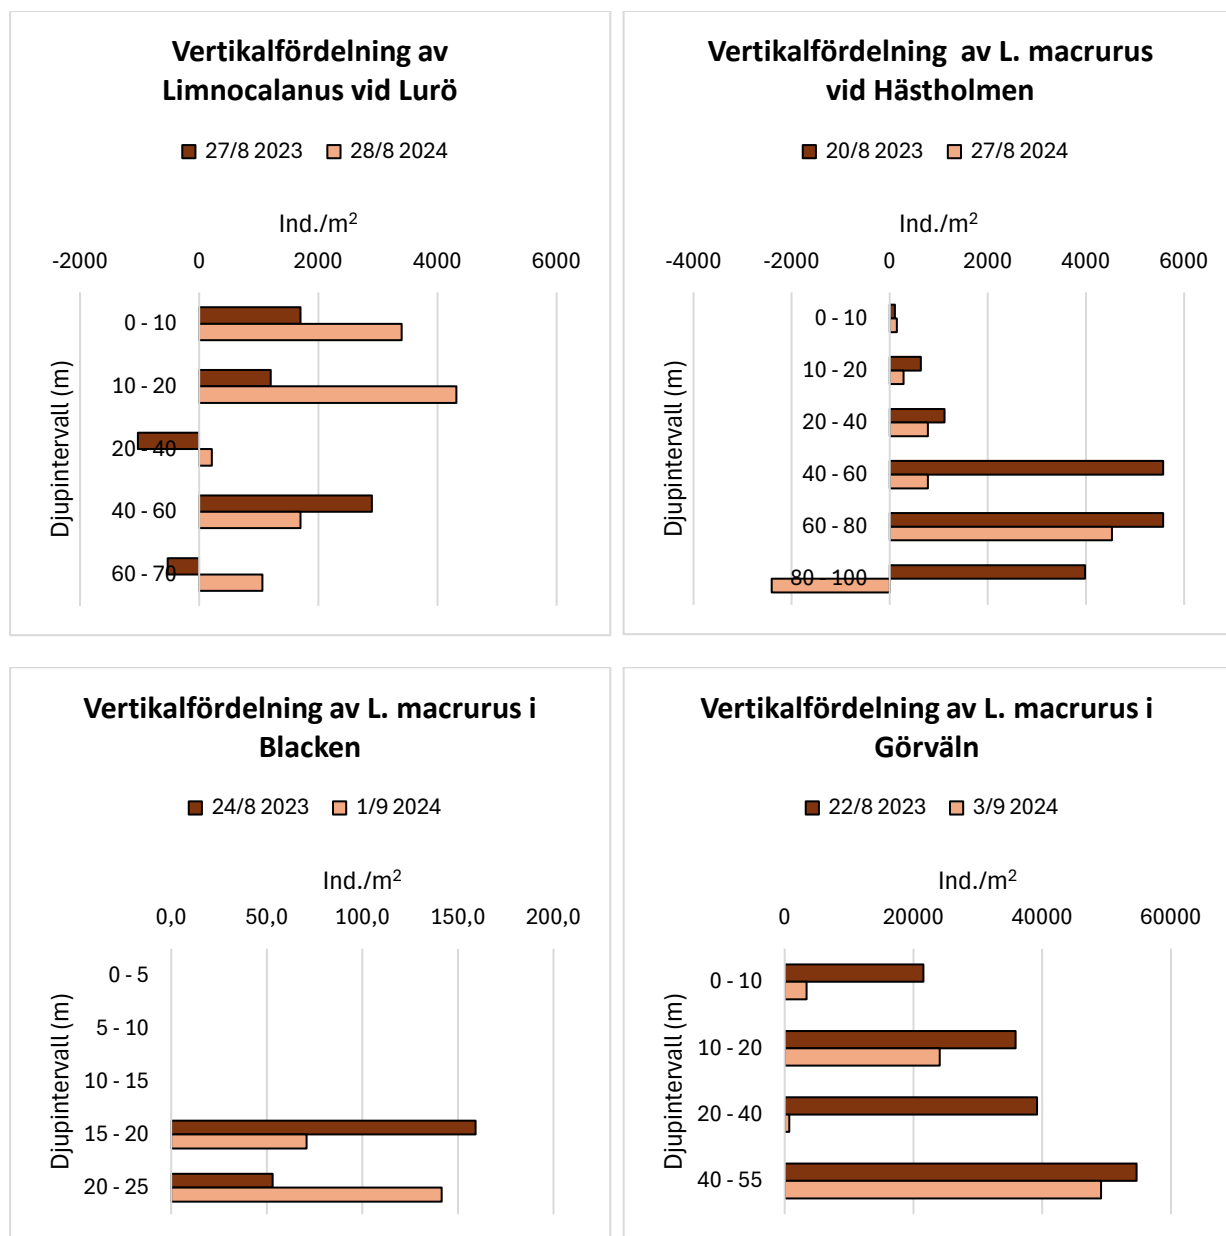 Vertikalfördelning av
Limnocalanus vid Lurö
27/8 2023 28/8 2024
Ind./m²
-2000 0 2000 4000 6000
Djupintervall (m)
0 - 10
10 - 20
20 - 40
40 - 60
60 - 70
Vertikalfördelning av L. macrurus
vid Hästholmen
20/8 2023 27/8 2024
Ind./m²
-4000 -2000 0 2000 4000 6000
Djupintervall (m)
0 - 10
10 - 20
20 - 40
40 - 60
60 - 80
80 - 100
Vertikalfördelning av L. macrurus i
Blacken
24/8 2023 1/9 2024
Ind./m²
0,0 50,0 100,0 150,0 200,0
Djupintervall (m)
0 - 5
5 - 10
10 - 15
15 - 20
20 - 25
Vertikalfördelning av L. macrurus i
Görväln
22/8 2023 3/9 2024
Ind./m²
0 20000 40000 60000
Djupintervall (m)
0 - 10
10 - 20
20 - 40
40 - 55